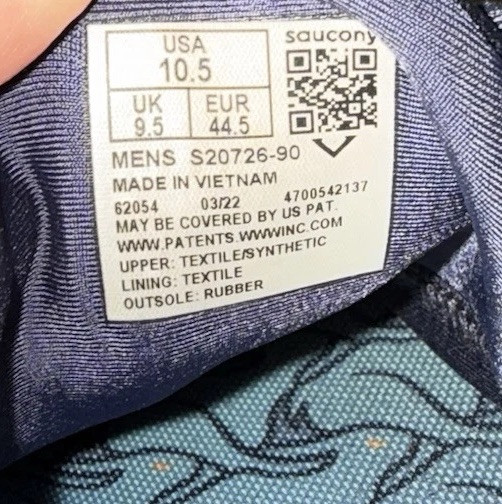 saucony
USA
10.5
UK EUR
9.5 44.5
MENS S20726-90
MADE IN VIETNAM
62054 03/22 4700542137
MAY BE COVERED BY US PAT.
WWW.PATENTS.WWWINC.COM
UPPER: TEXTILE/SYNTHETIC
LINING: TEXTILE
OUTSOLE: RUBBER